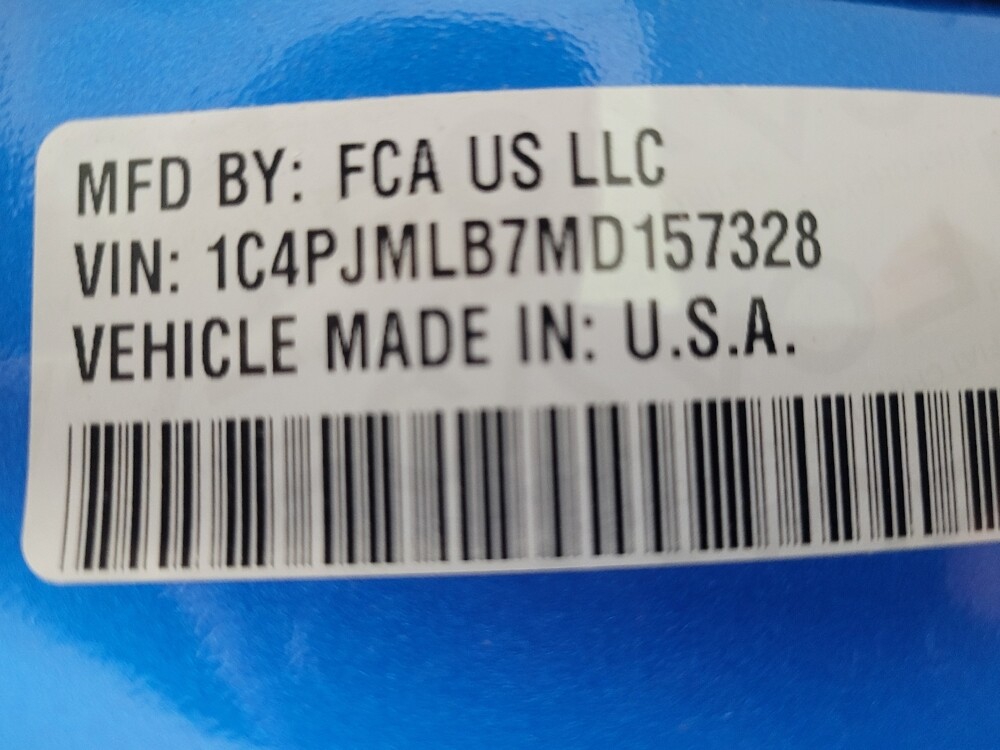 MFD BY: FCA US LLC
VIN: 1C4PJMLB7MD157328
VEHICLE MADE IN: U.S.A.